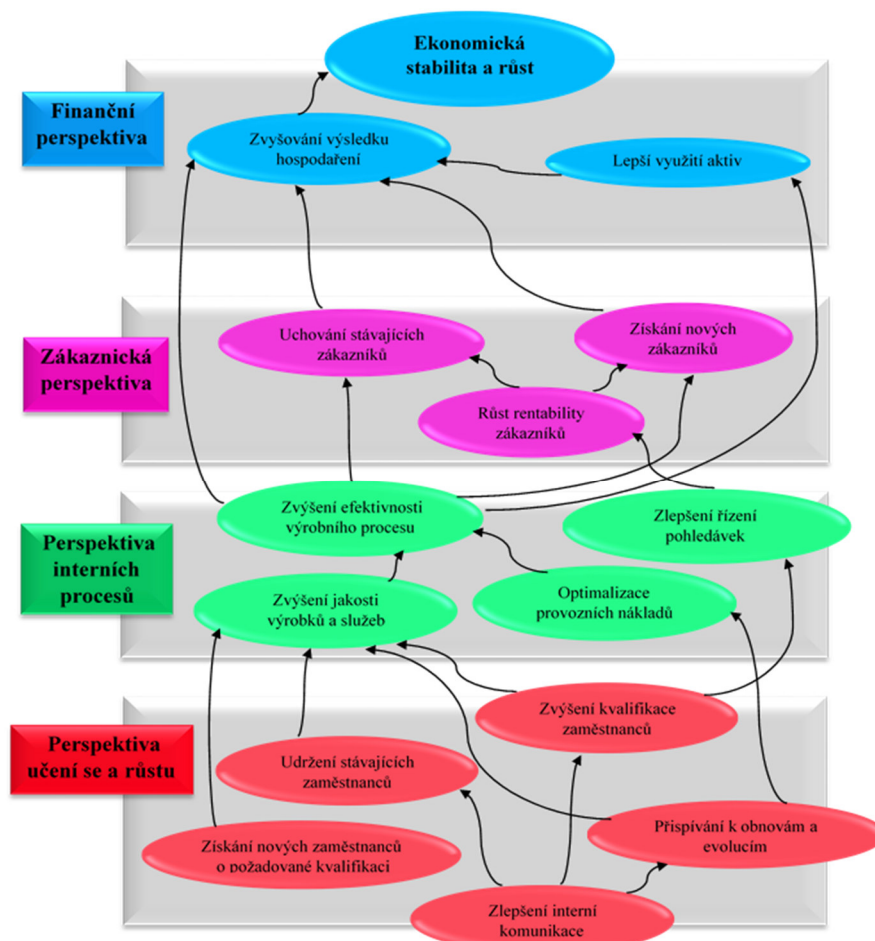 Ekonomická
stabilita a růst
Finanční
perspektiva
Zvyšování výsledku
hospodaření
Lepší využití aktiv
Zákaznická
perspektiva
Uchování stávajících
zákazníků
Získání nových
zákazníků
Růst rentability
zákazníků
Perspektiva
interních
procesů
Zvýšení efektivnosti
výrobního procesu
Zlepšení řízení
pohledávek
Zvýšení jakosti
výrobků a služeb
Optimalizace
provozních nákladů
Perspektiva
učení se a růstu
Zvýšení kvalifikace
zaměstnanců
Udržení stávajících
zaměstnanců
Přispívání k obnovám a
evolucím
Získání nových zaměstnanců
o požadované kvalifikaci
Zlepšení interní
komunikace